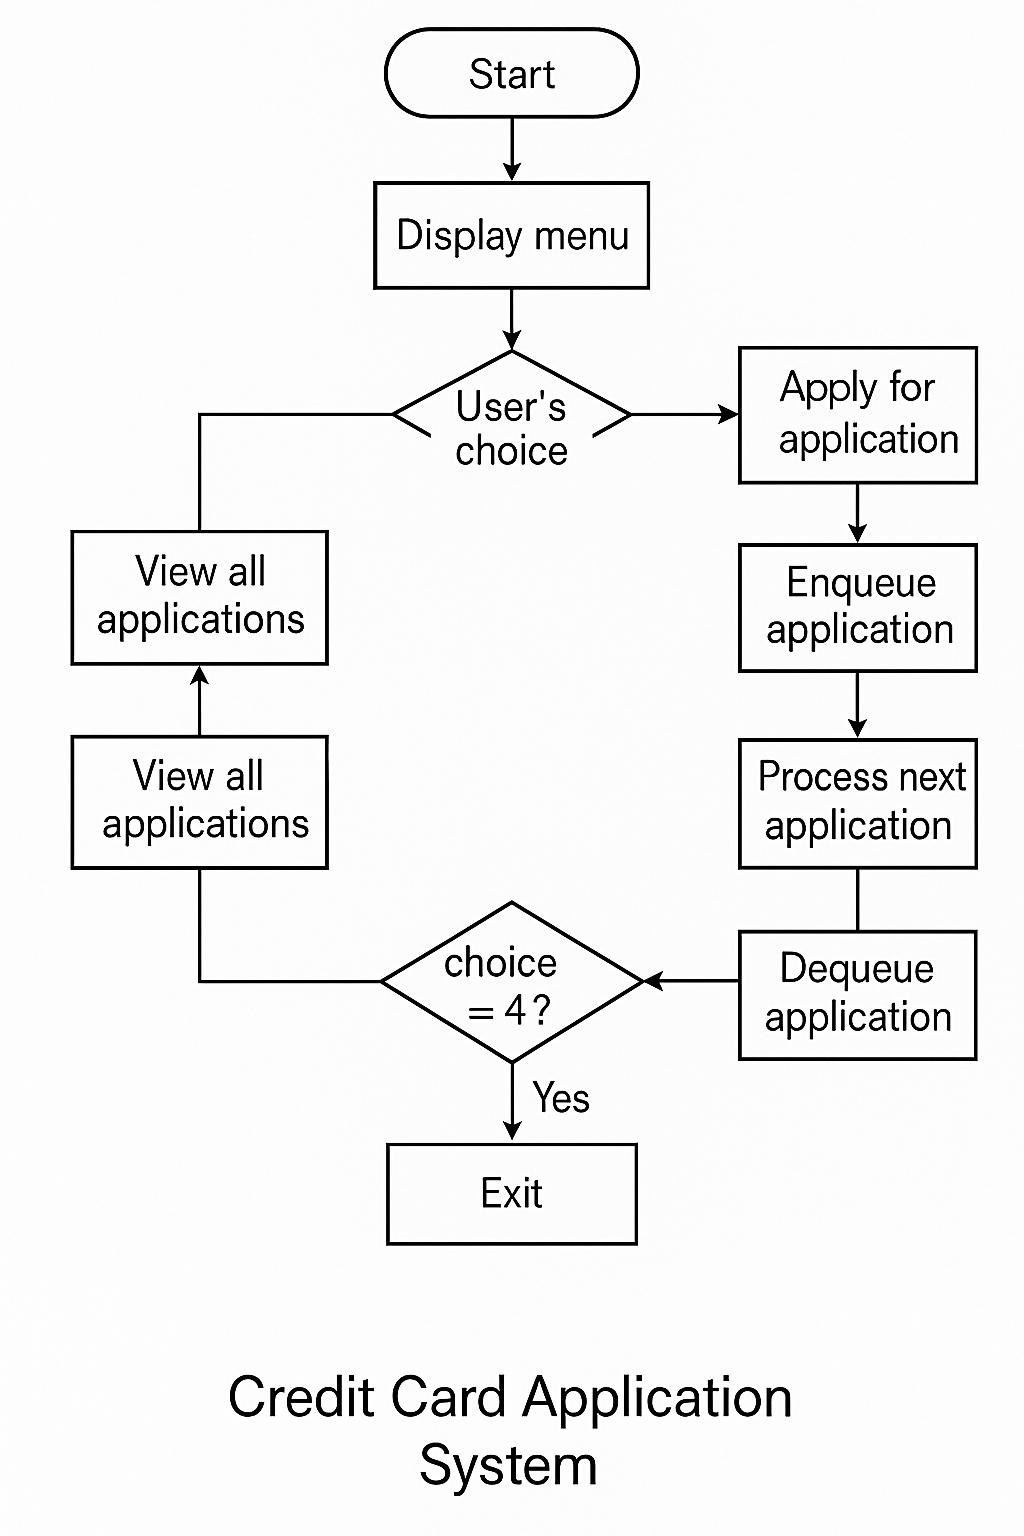 Start
Display menu
User's
choice
Apply for
application
View all
applications
Enqueue
application
View all
applications
Process next
application
choice
= 4?
Dequeue
application
Yes
Exit
Credit Card Application
System